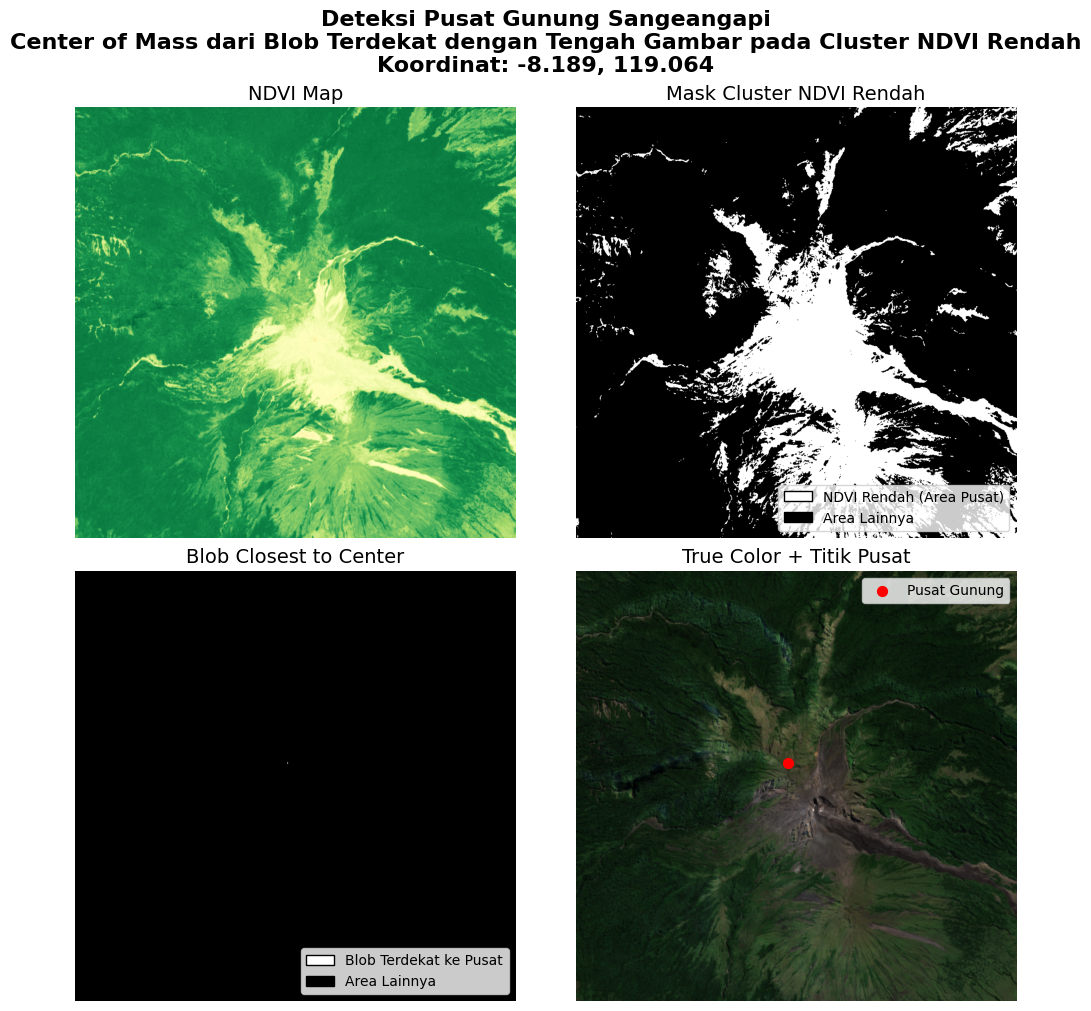 Deteksi Pusat Gunung Sangeangapi
Center of Mass dari Blob Terdekat dengan Tengah Gambar pada Cluster NDVI Rendah
Koordinat: -8.189, 119.064
NDVI Map
Mask Cluster NDVI Rendah
NDVI Rendah (Area Pusat)
Area Lainnya
Blob Closest to Center
True Color + Titik Pusat
Pusat Gunung
Blob Terdekat ke Pusat
Area Lainnya